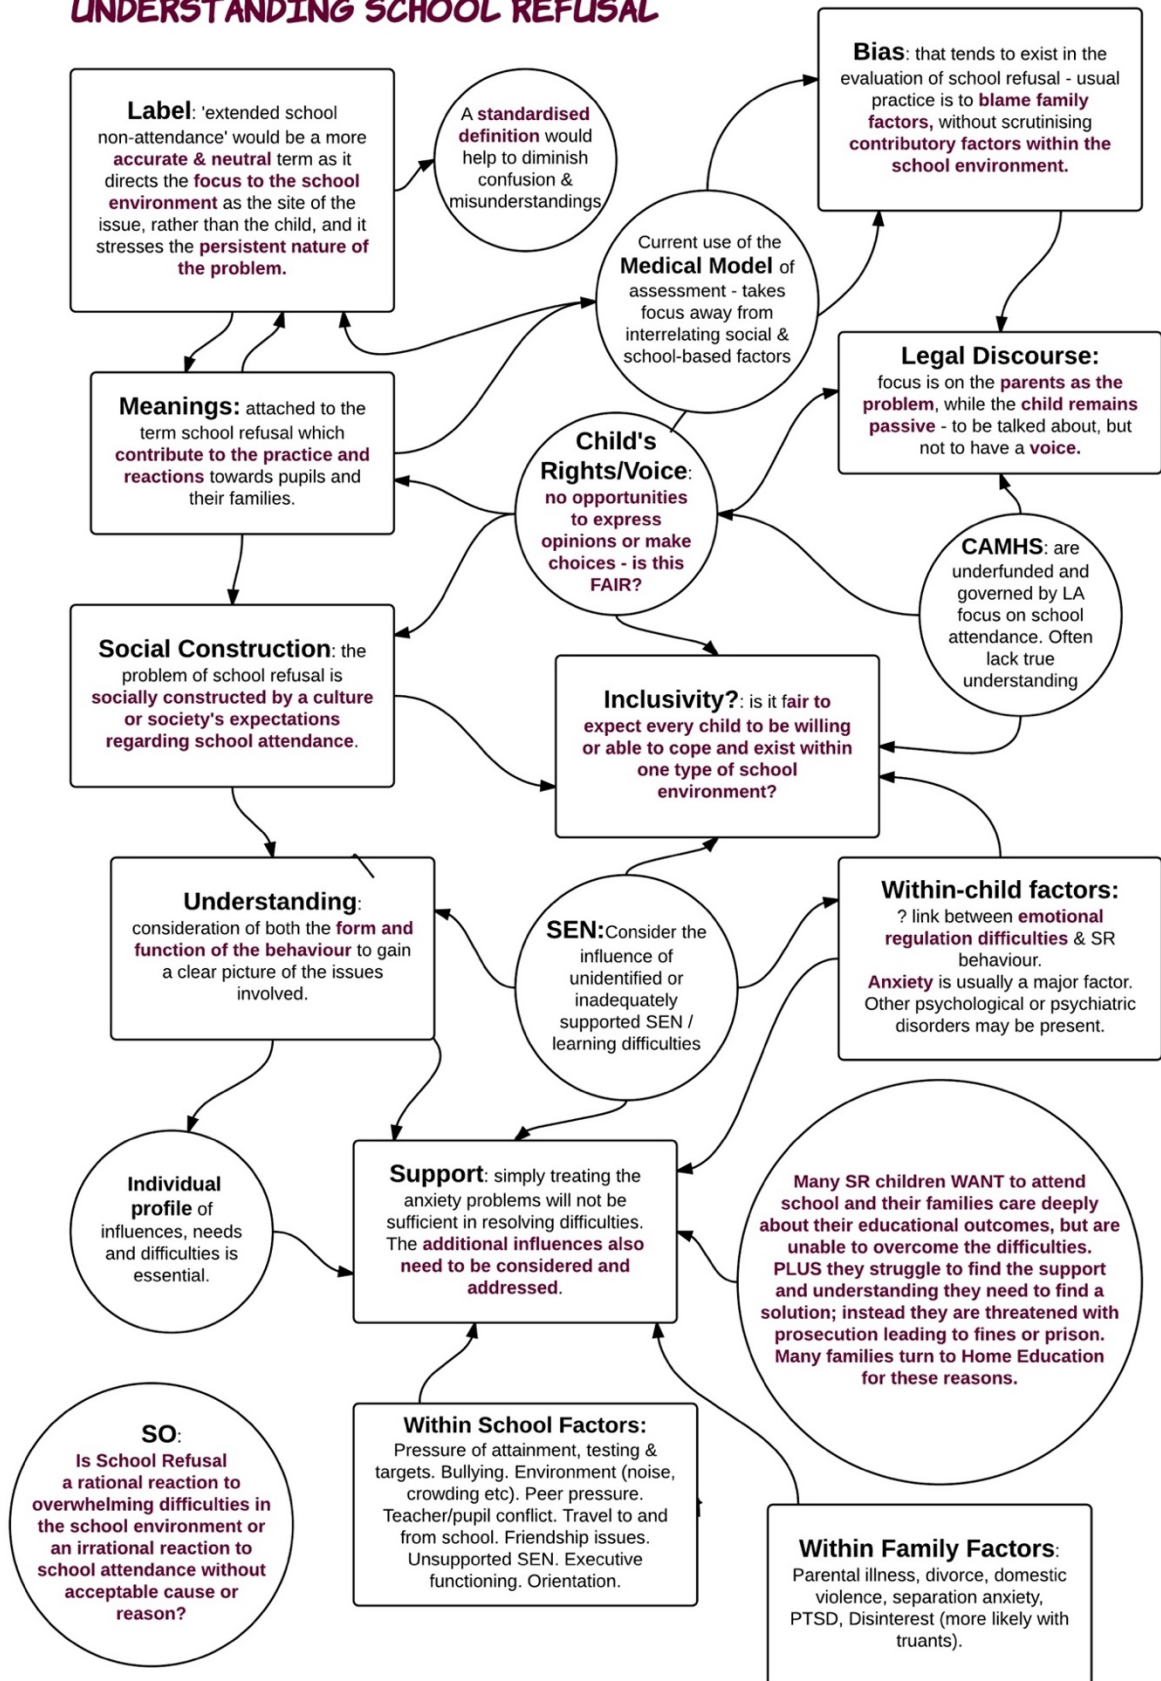 UNDERSTANDING SCHOOL REFUSAL
Label: 'extended school
non-attendance' would be a more
accurate & neutral term as it
directs the focus to the school
environment as the site of the
issue, rather than the child, and it
stresses the persistent nature of
the problem.
A standardised
definition would
help to diminish
confusion &
misunderstandings
Bias: that tends to exist in the
evaluation of school refusal - usual
practice is to blame family
factors, without scrutinising
contributory factors within the
school environment.
Current use of the
Medical Model of
assessment - takes
focus away from
interrelating social &
school-based factors
Legal Discourse:
focus is on the parents as the
problem, while the child remains
passive - to be talked about, but
not to have a voice.
Meanings: attached to the
term school refusal which
contribute to the practice and
reactions towards pupils and
their families.
Child's
Rights/Voice:
no opportunities
to express
opinions or make
choices - is this
FAIR?
CAMHS: are
underfunded and
governed by LA
focus on school
attendance. Often
lack true
understanding
Social Construction: the
problem of school refusal is
socially constructed by a culture
or society's expectations
regarding school attendance.
Inclusivity?: is it fair to
expect every child to be willing
or able to cope and exist within
one type of school
environment?
Understanding:
consideration of both the form and
function of the behaviour to gain
a clear picture of the issues
involved.
SEN:Consider the
influence of
unidentified or
inadequately
supported SEN /
learning difficulties
Within-child factors:
? link between emotional
regulation difficulties & SR
behaviour.
Anxiety is usually a major factor.
Other psychological or psychiatric
disorders may be present.
Individual
profile of
influences, needs
and difficulties is
essential.
Support: simply treating the
anxiety problems will not be
sufficient in resolving difficulties.
The additional influences also
need to be considered and
addressed.
Many SR children WANT to attend
school and their families care deeply
about their educational outcomes, but are
unable to overcome the difficulties.
PLUS they struggle to find the support
and understanding they need to find a
solution; instead they are threatened with
prosecution leading to fines or prison.
Many families turn to Home Education
for these reasons.
SO:
Is School Refusal
a rational reaction to
overwhelming difficulties in
the school environment or
an irrational reaction to
school attendance without
acceptable cause or
reason?
Within School Factors:
Pressure of attainment, testing &
targets. Bullying. Environment (noise,
crowding etc). Peer pressure.
Teacher/pupil conflict. Travel to and
from school. Friendship issues.
Unsupported SEN. Executive
functioning. Orientation.
Within Family Factors:
Parental illness, divorce, domestic
violence, separation anxiety,
PTSD, Disinterest (more likely with
truants).